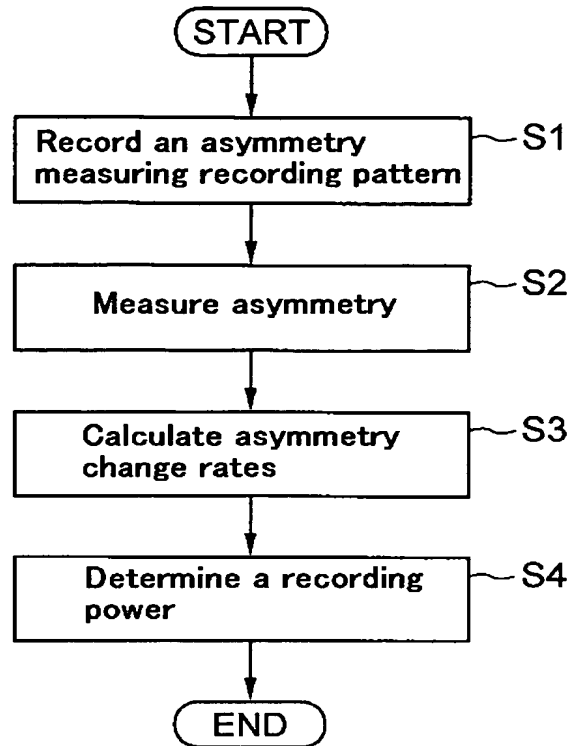 START
Record an asymmetry
measuring recording pattern
S1
Measure asymmetry
S2
Calculate asymmetry
change rates
S3
Determine a recording
power
S4
END